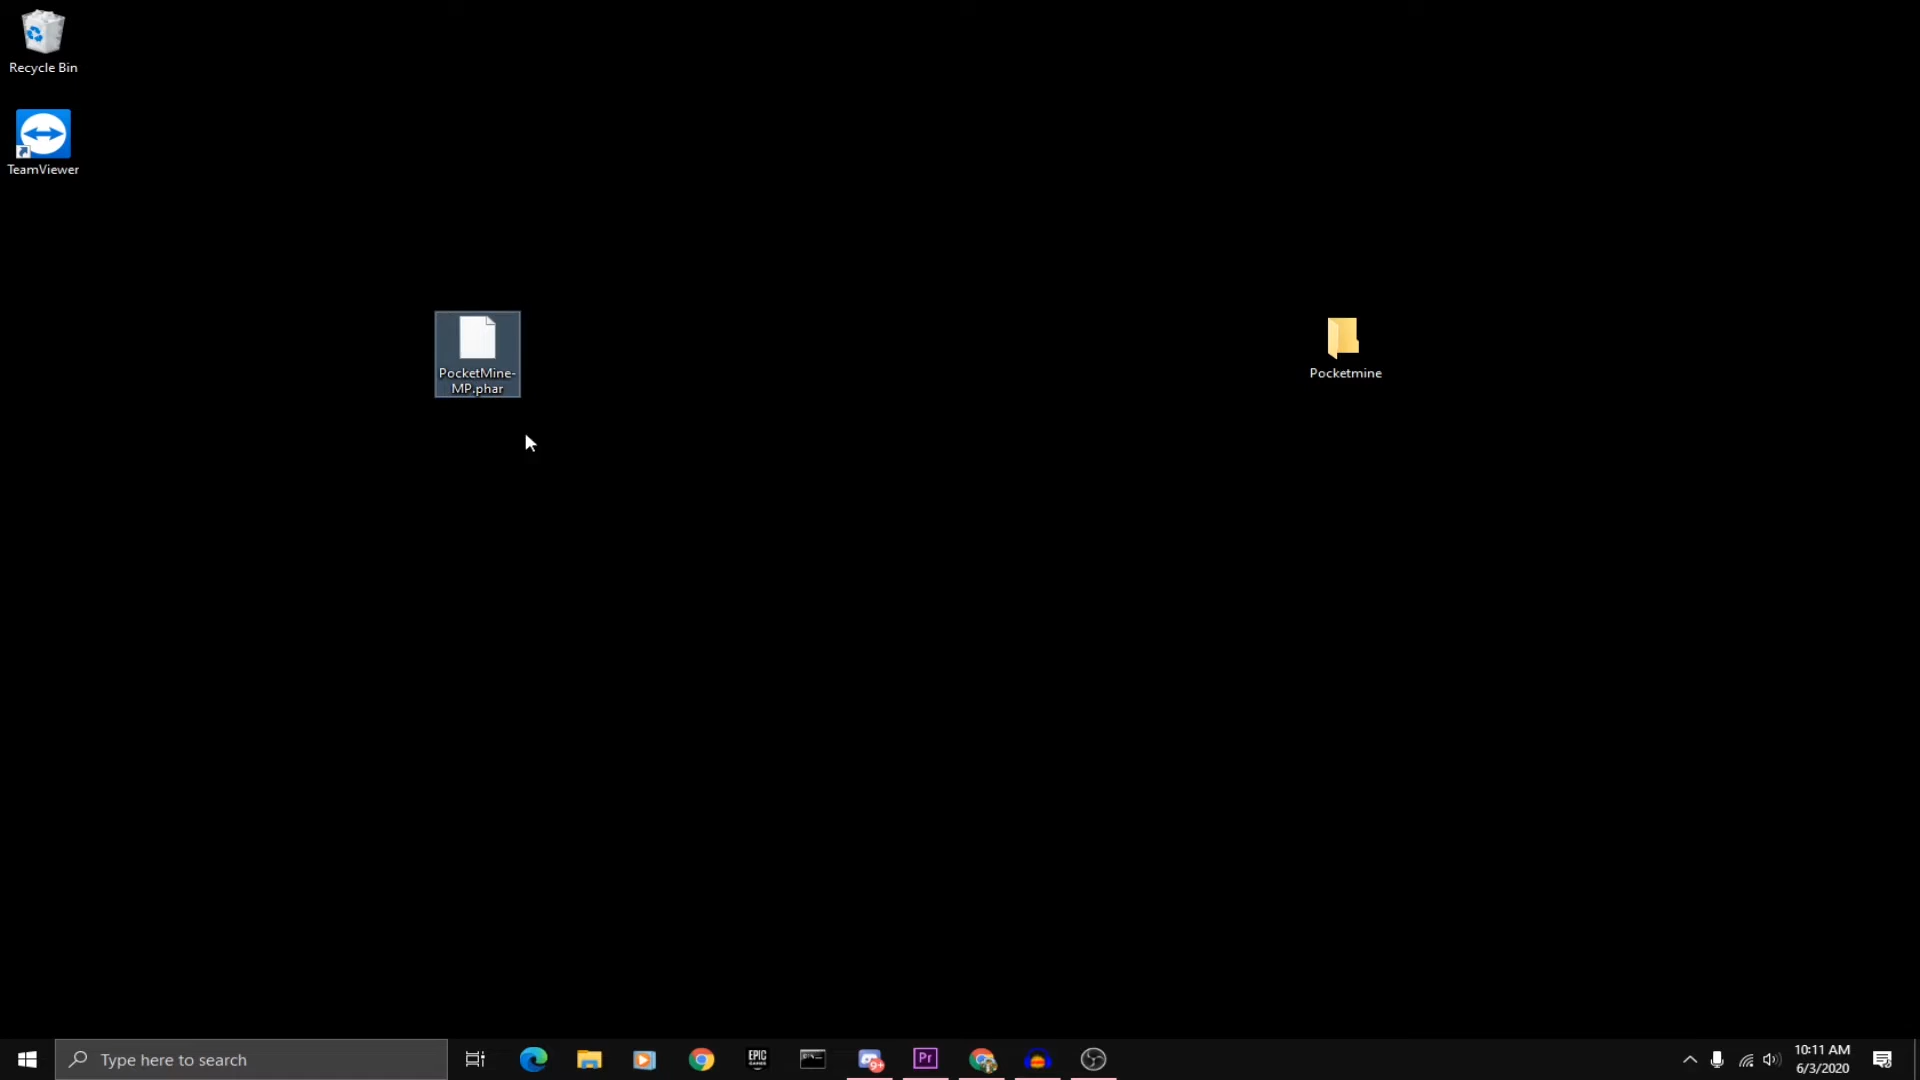 Recycle Bin
TeamViewer
PocketMine-
MP.phar
Pocketmine
Type here to search
EPIC
GAMES
9+
Pr
10:11 AM
6/3/2020